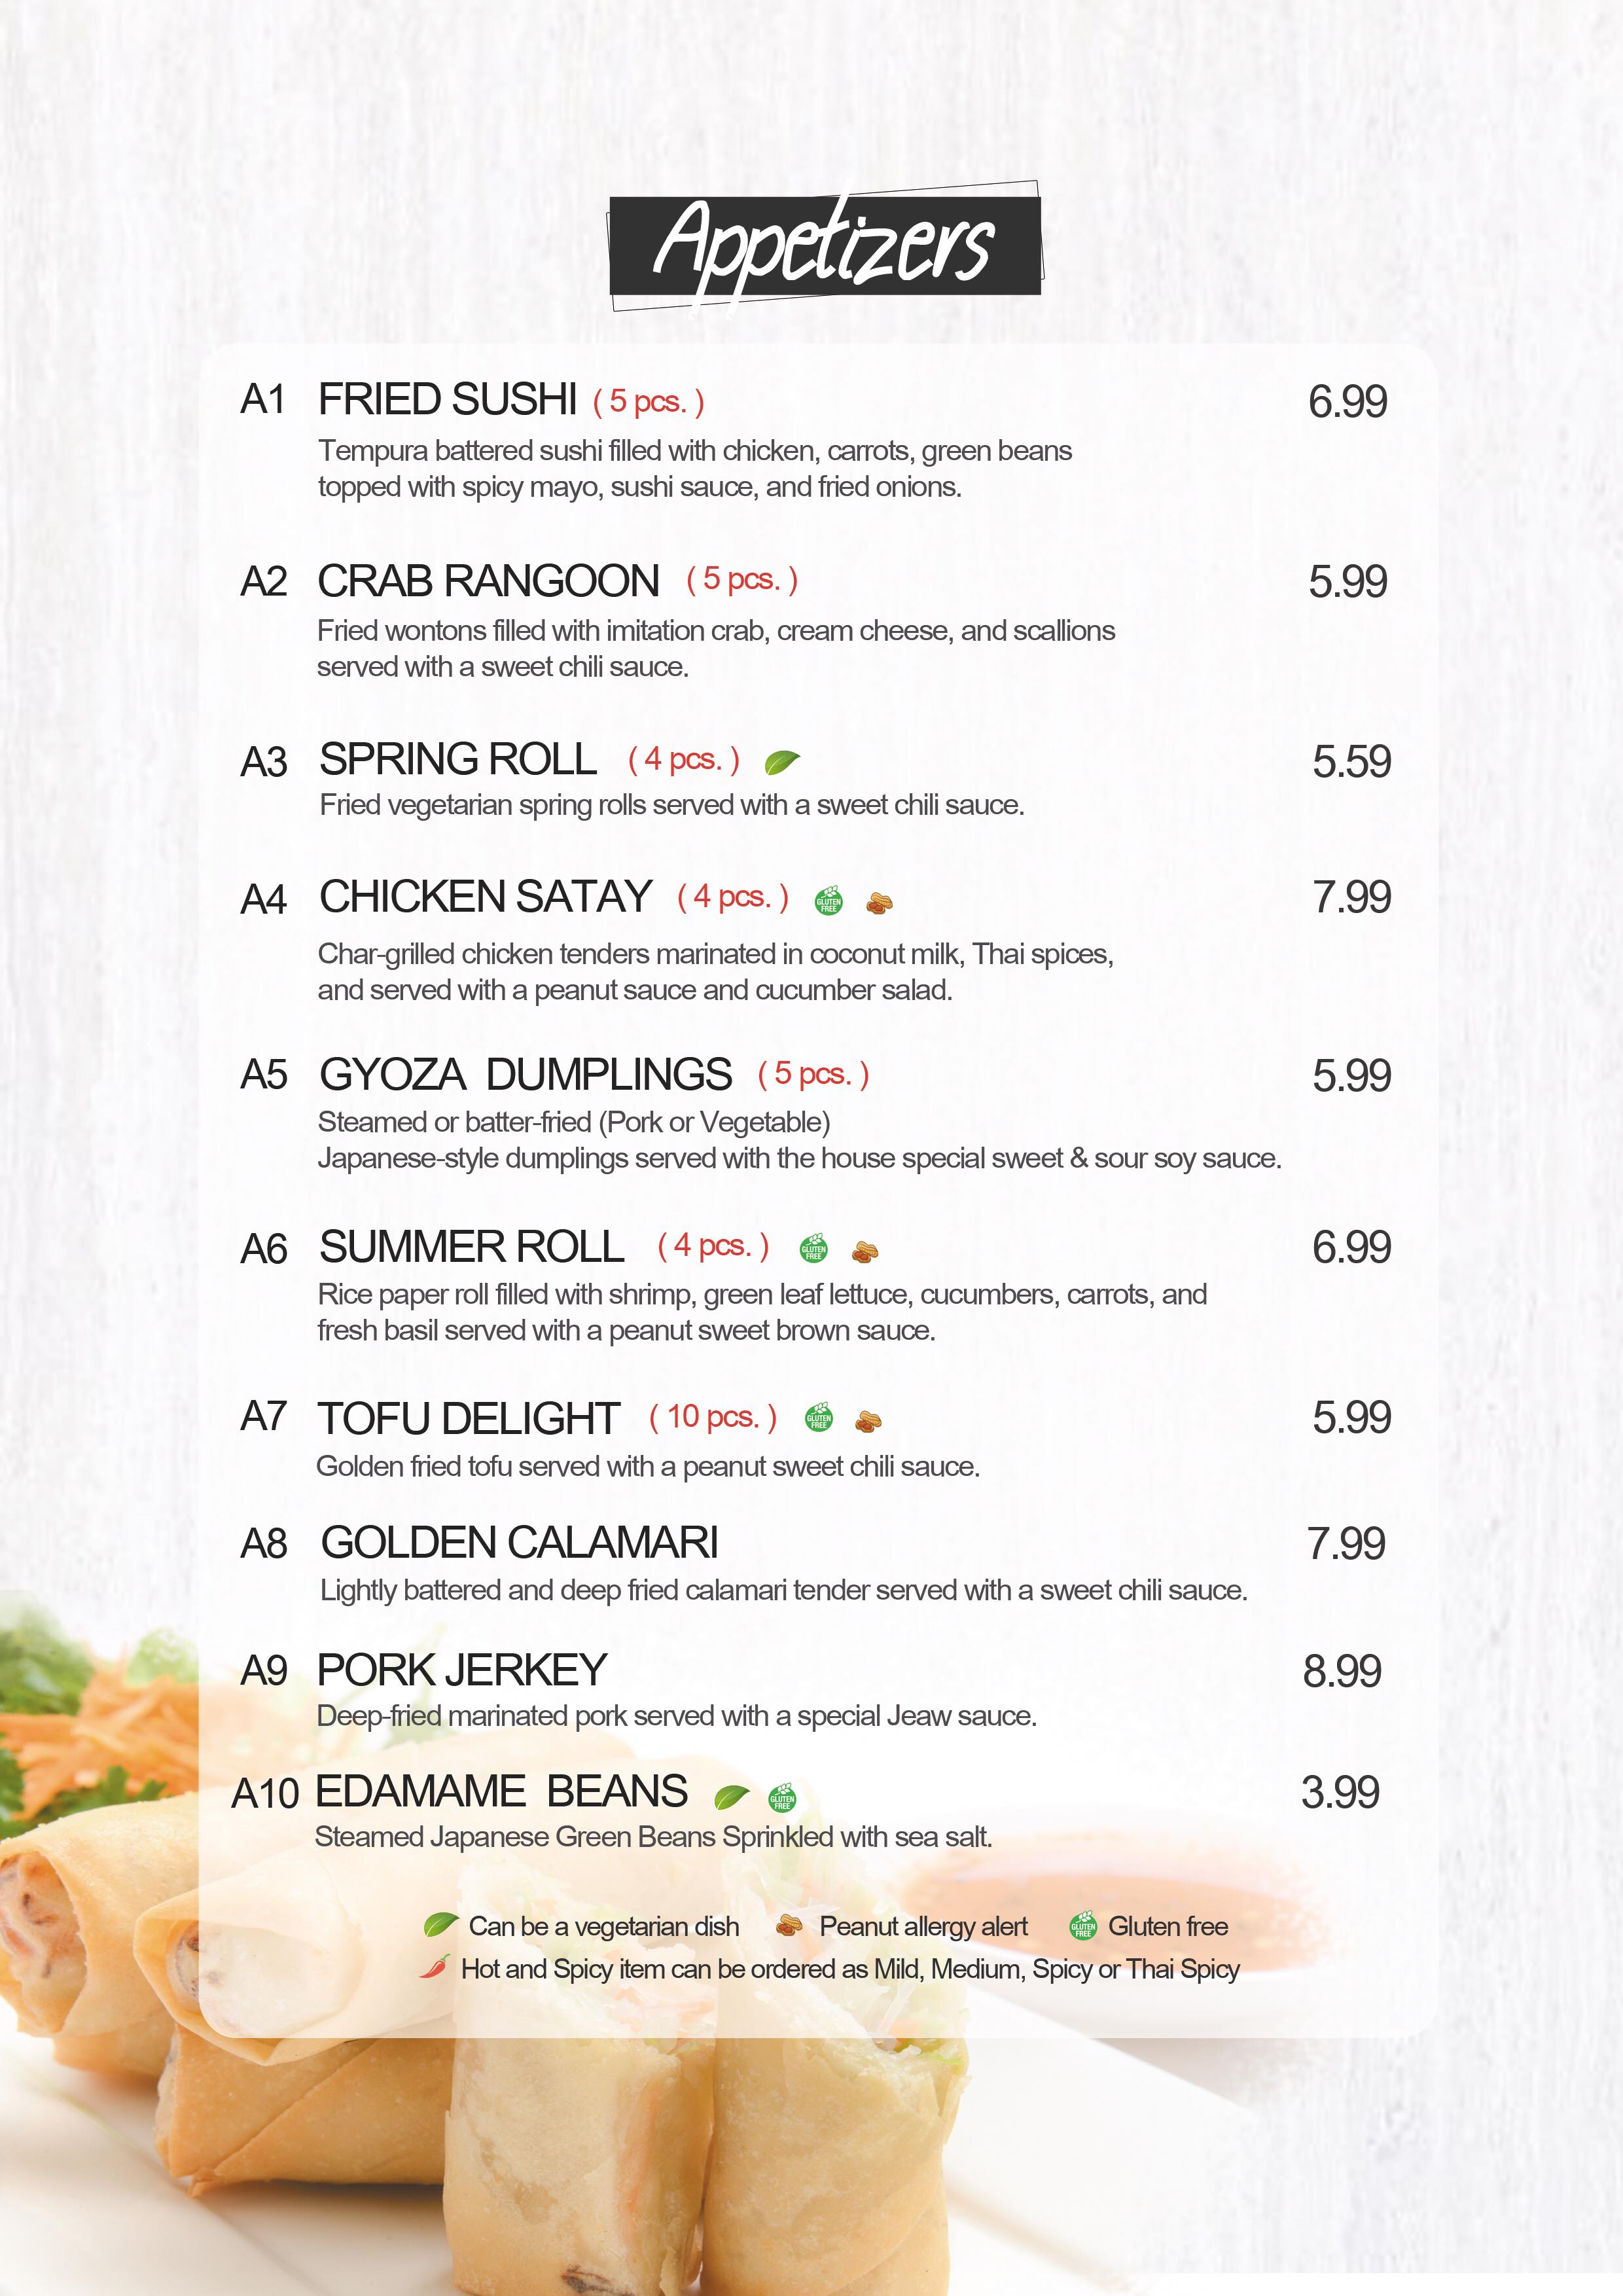 Appetizers
A1 FRIED SUSHI ( 5 pcs. ) 6.99
Tempura battered sushi filled with chicken, carrots, green beans
topped with spicy mayo, sushi sauce, and fried onions.
A2 CRAB RANGOON ( 5 pcs. ) 5.99
Fried wontons filled with imitation crab, cream cheese, and scallions
served with a sweet chili sauce.
A3 SPRING ROLL ( 4 pcs. ) 5.59
Fried vegetarian spring rolls served with a sweet chili sauce.
A4 CHICKEN SATAY ( 4 pcs. ) GLUTEN FREE 7.99
Char-grilled chicken tenders marinated in coconut milk, Thai spices,
and served with a peanut sauce and cucumber salad.
A5 GYOZA DUMPLINGS ( 5 pcs. ) 5.99
Steamed or batter-fried (Pork or Vegetable)
Japanese-style dumplings served with the house special sweet & sour soy sauce.
A6 SUMMER ROLL ( 4 pcs. ) GLUTEN FREE 6.99
Rice paper roll filled with shrimp, green leaf lettuce, cucumbers, carrots, and
fresh basil served with a peanut sweet brown sauce.
A7 TOFU DELIGHT ( 10 pcs. ) GLUTEN FREE 5.99
Golden fried tofu served with a peanut sweet chili sauce.
A8 GOLDEN CALAMARI 7.99
Lightly battered and deep fried calamari tender served with a sweet chili sauce.
A9 PORK JERKEY 8.99
Deep-fried marinated pork served with a special Jeaw sauce.
A10 EDAMAME BEANS GLUTEN FREE 3.99
Steamed Japanese Green Beans Sprinkled with sea salt.
Can be a vegetarian dish Peanut allergy alert GLUTEN FREE Gluten free
Hot and Spicy item can be ordered as Mild, Medium, Spicy or Thai Spicy